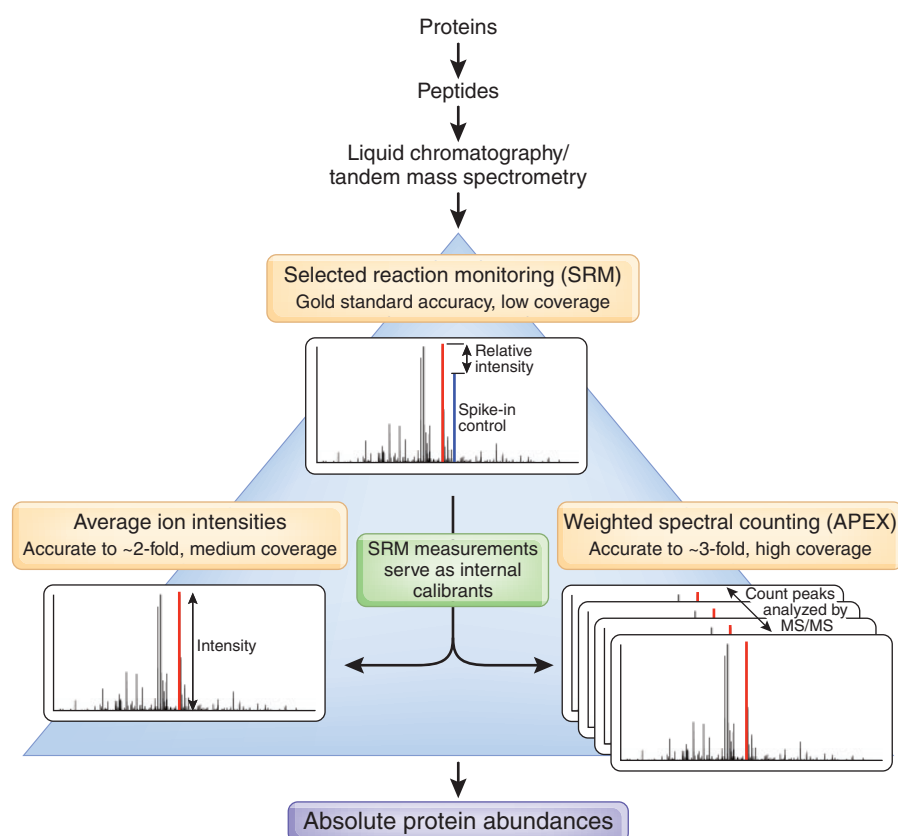 Proteins
Peptides
Liquid chromatography/
tandem mass spectrometry
Selected reaction monitoring (SRM)
Gold standard accuracy, low coverage
Relative
intensity
Spike-in
control
Average ion intensities
Accurate to ~2-fold, medium coverage
Intensity
SRM measurements
serve as internal
calibrants
Weighted spectral counting (APEX)
Accurate to ~3-fold, high coverage
Count peaks
analyzed by
MS/MS
Absolute protein abundances